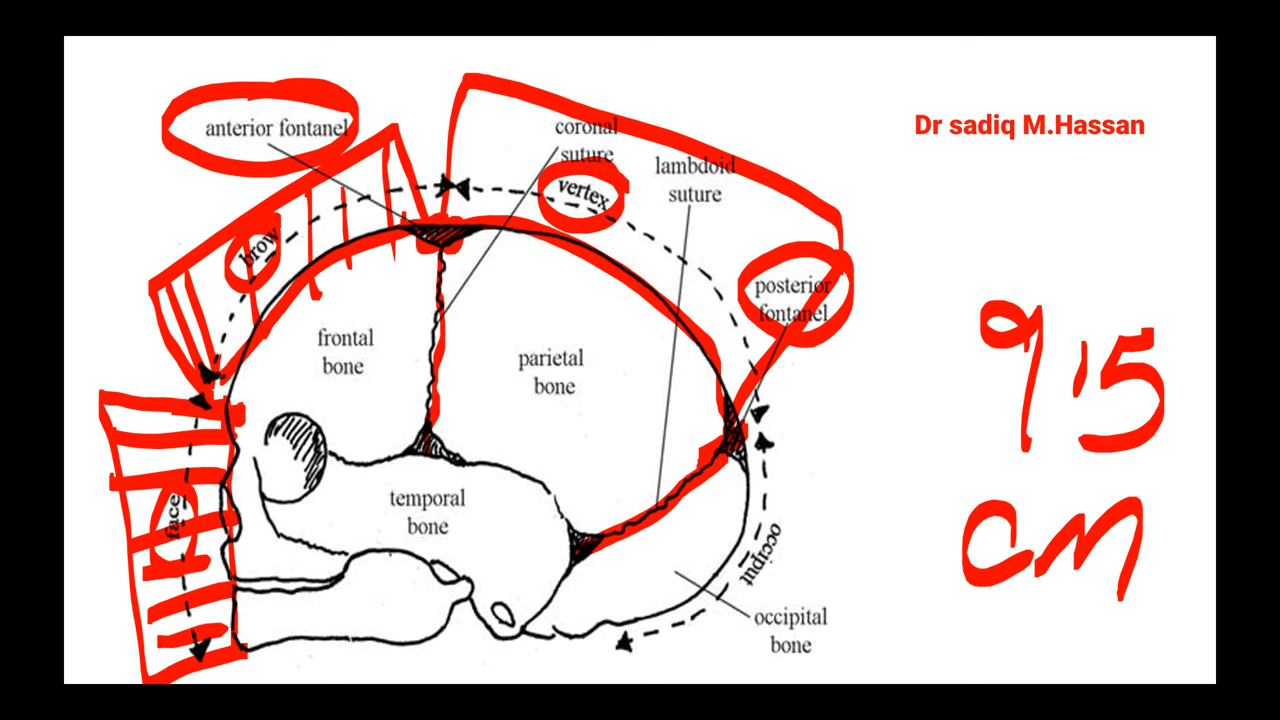 anterior fontanel
coronal
suture
Dr sadiq M.Hassan
lambdoid
suture
vertex
brow
posterior
fontanel
frontal
bone
parietal
bone
9.5
cm
temporal
bone
face
occiput
occipital
bone